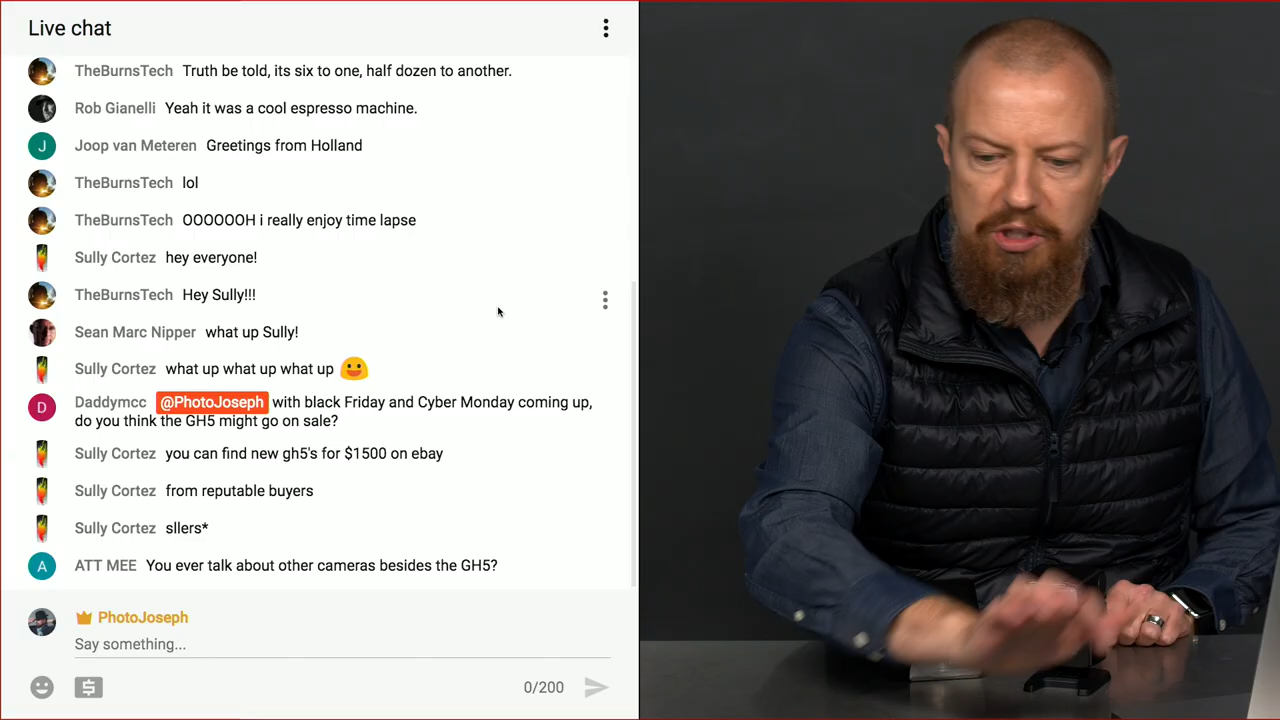 Live chat
TheBurnsTech Truth be told, its six to one, half dozen to another.
Rob Gianelli Yeah it was a cool espresso machine.
J Joop van Meteren Greetings from Holland
TheBurnsTech lol
TheBurnsTech OOOOOOH i really enjoy time lapse
Sully Cortez hey everyone!
TheBurnsTech Hey Sully!!!
Sean Marc Nipper what up Sully!
Sully Cortez what up what up what up
D Daddymcc @PhotoJoseph with black Friday and Cyber Monday coming up,
do you think the GH5 might go on sale?
Sully Cortez you can find new gh5's for $1500 on ebay
Sully Cortez from reputable buyers
Sully Cortez sllers*
A ATT MEE You ever talk about other cameras besides the GH5?
PhotoJoseph
Say something...
$ 0/200